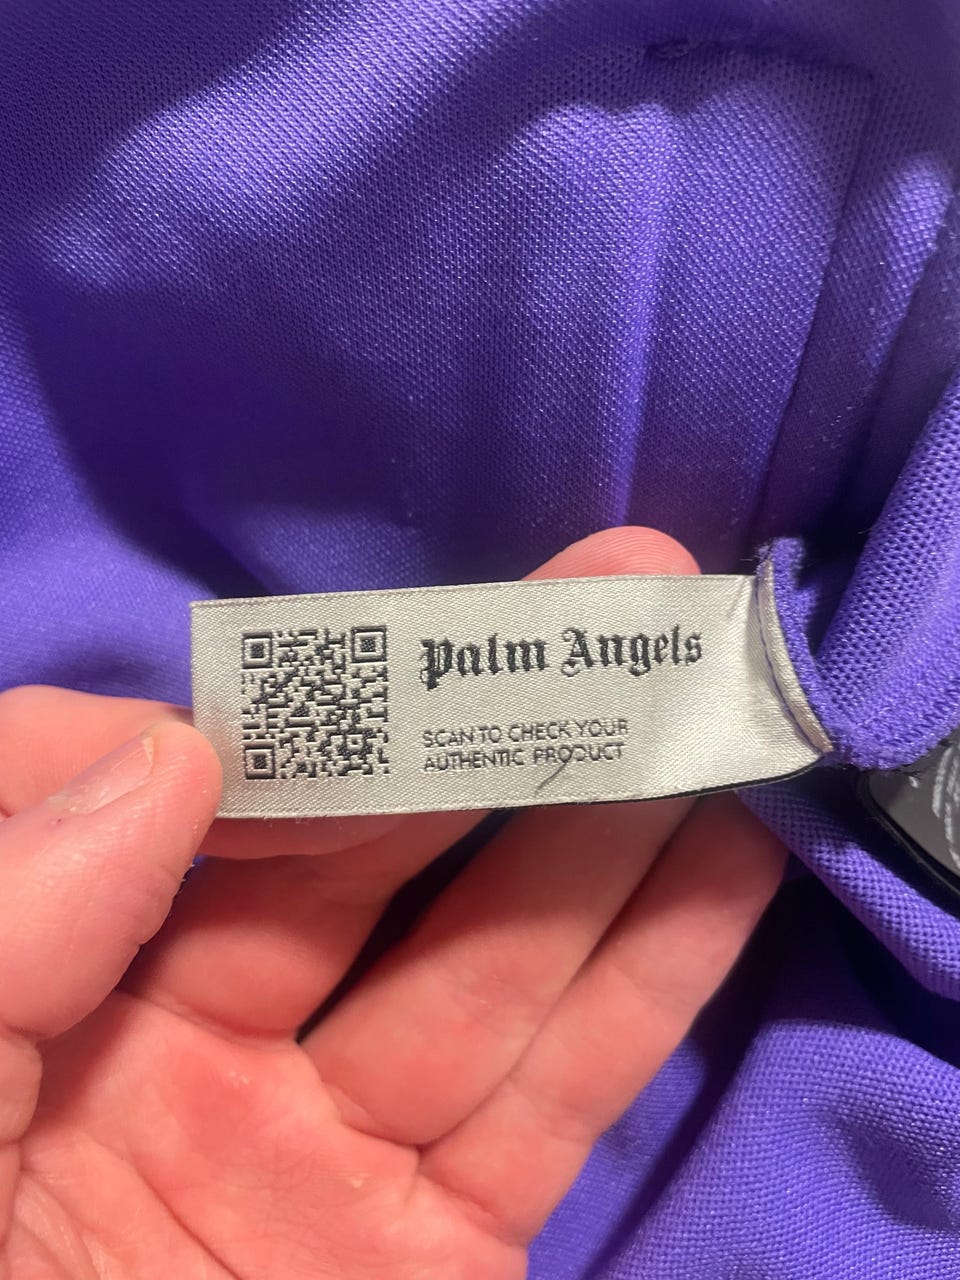 Palm Angels
SCAN TO CHECK YOUR
AUTHENTIC PRODUCT